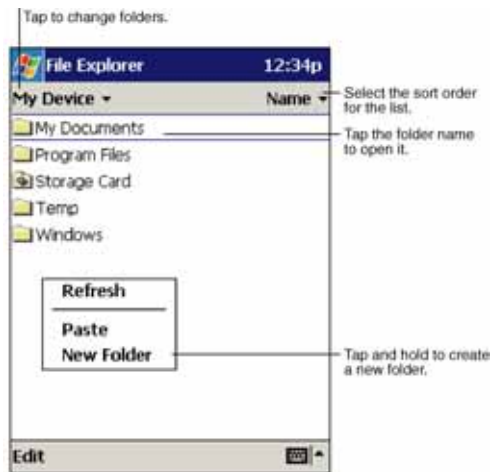 Tap to change folders.
File Explorer 12:34p
My Device Name
Select the sort order
for the list.
My Documents
Tap the folder name
to open it.
Program Files
Storage Card
Temp
Windows
Refresh
Paste
New Folder
Tap and hold to create
a new folder.
Edit